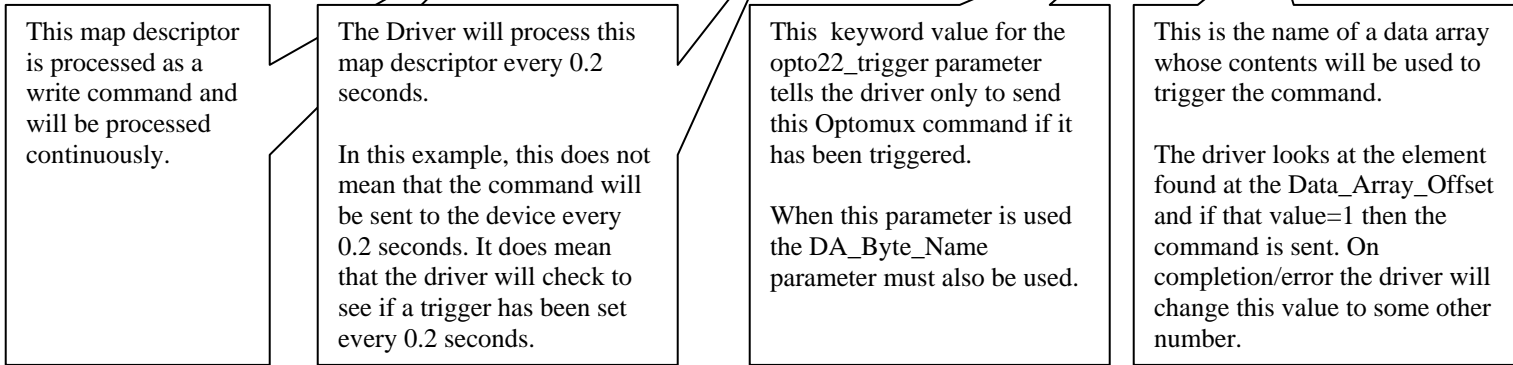 This map descriptor
is processed as a
write command and
will be processed
continuously.
The Driver will process this
map descriptor every 0.2
seconds.
In this example, this does not
mean that the command will
be sent to the device every
0.2 seconds. It does mean
that the driver will check to
see if a trigger has been set
every 0.2 seconds.
This keyword value for the
opto22_trigger parameter
tells the driver only to send
this Optomux command if it
has been triggered.
When this parameter is used
the DA_Byte_Name
parameter must also be used.
This is the name of a data array
whose contents will be used to
trigger the command.
The driver looks at the element
found at the Data_Array_Offset
and if that value=1 then the
command is sent. On
completion/error the driver will
change this value to some other
number.